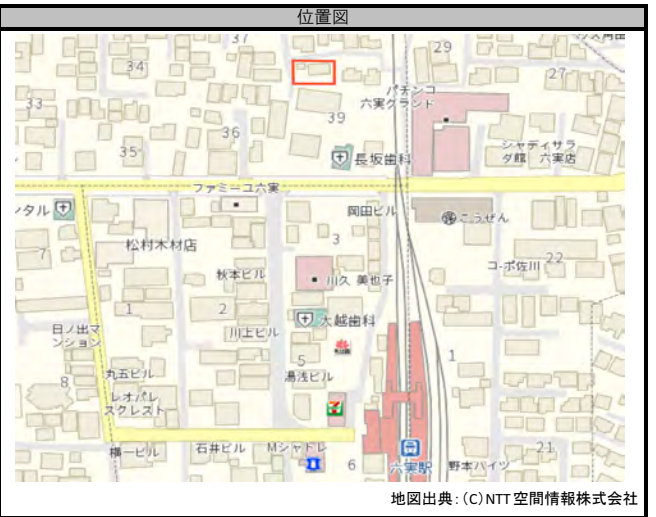 位置図
37
34
29
27
パチンコ
六実グランド
33
39
36
35
シャディサラ
ダ館 六実店
長坂歯科
ファミーユ六実
ンタル
岡田ビル
こうぜん
7
松村木材店
3
コーポ佐川
22
秋本ビル
川久 美也子
1
2
日ノ出マ
ンション
川上ビル
大越歯科
1
5
丸五ビル
湯浅ビル
8
レオパレ
スクレスト
横一ビル
石井ビル
Mシャトレ
6
六実駅
野本ハイツ
21
地図出典：(C)NTT空間情報株式会社